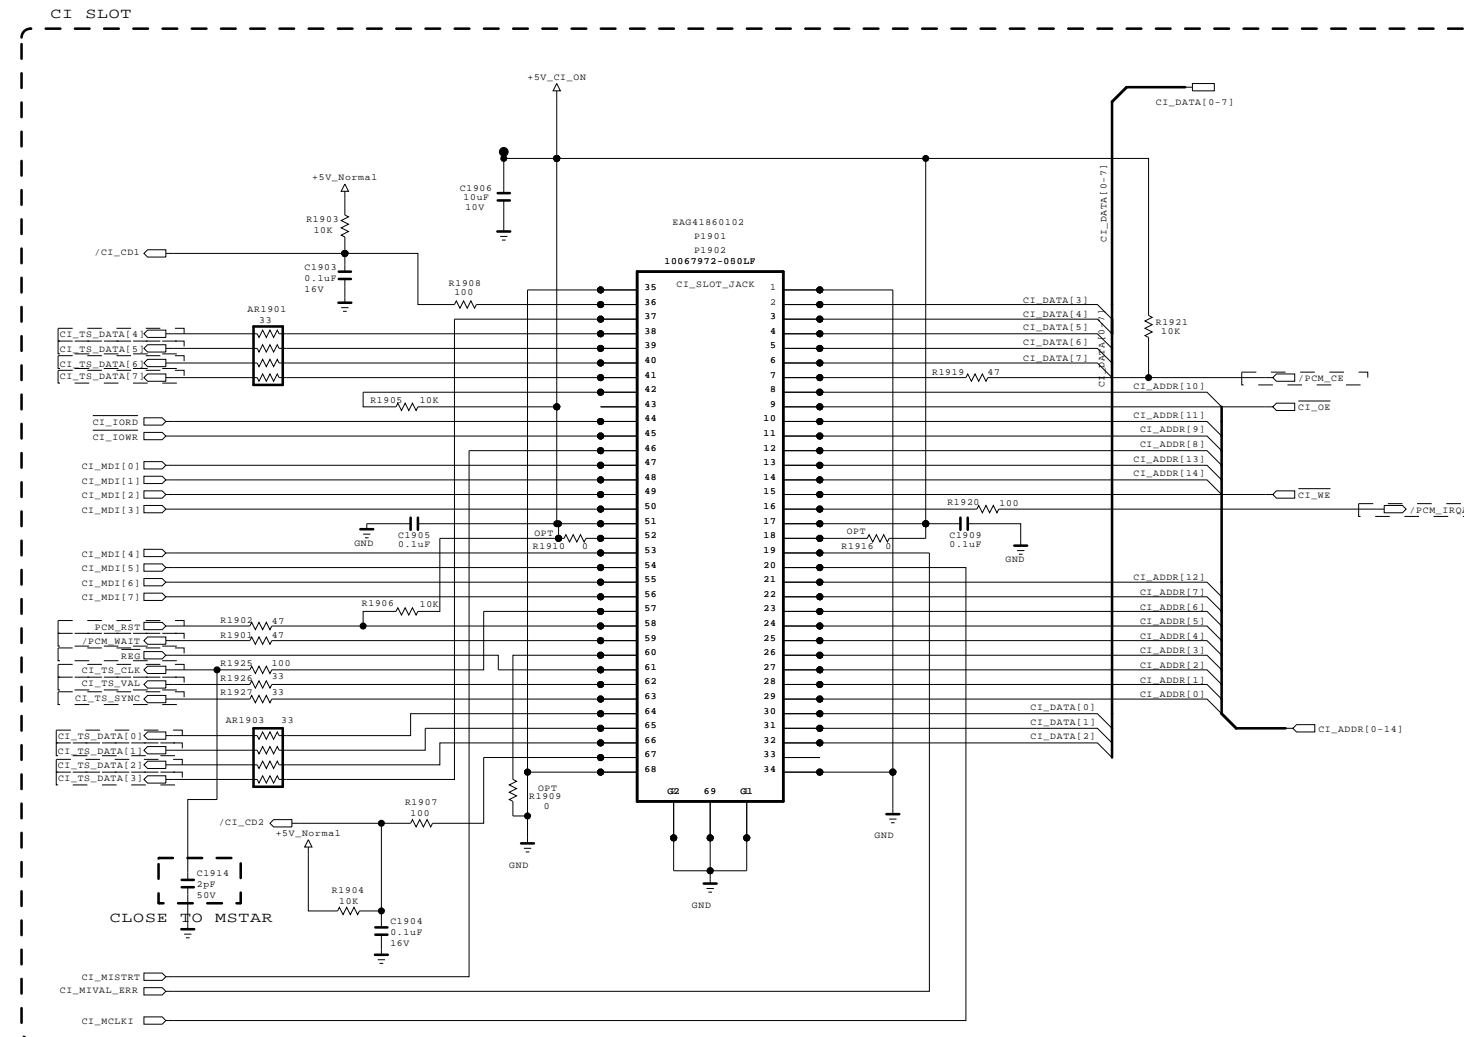 CI SLOT
+5V_CI_ON
CI_DATA[0-7]
CI_DATA[0-7]
CI_DATA[0-7]
+5V_Normal
R1903
10K
C1906
10uF
10V
/CI_CD1
C1903
0.1uF
16V
R1908
100
EAG41860102
P1901
P1902
10067972-050LF
CI_SLOT_JACK
AR1901
33
CI_TS_DATA[4]
CI_TS_DATA[5]
CI_TS_DATA[6]
CI_TS_DATA[7]
R1905 10K
CI_IORD
CI_IOWR
CI_MDI[0]
CI_MDI[1]
CI_MDI[2]
CI_MDI[3]
GND
C1905
0.1uF
OPT
R1910 0
CI_MDI[4]
CI_MDI[5]
CI_MDI[6]
CI_MDI[7]
R1906 10K
PCM_RST
R1902 47
/PCM_WAIT
R1901 47
REG
CI_TS_CLK
R1925 100
CI_TS_VAL
R1926 33
CI_TS_SYNC
R1927 33
AR1903 33
CI_TS_DATA[0]
CI_TS_DATA[1]
CI_TS_DATA[2]
CI_TS_DATA[3]
35 1
36 2
37 3
38 4
39 5
40 6
41 7
42 8
43 9
44 10
45 11
46 12
47 13
48 14
49 15
50 16
51 17
52 18
53 19
54 20
55 21
56 22
57 23
58 24
59 25
60 26
61 27
62 28
63 29
64 30
65 31
66 32
67 33
68 34
G2 69 G1
CI_DATA[3]
CI_DATA[4]
CI_DATA[5]
CI_DATA[6]
CI_DATA[7]
R1921
10K
R1919 47
/PCM_CE
CI_ADDR[10]
CI_OE
CI_ADDR[11]
CI_ADDR[9]
CI_ADDR[8]
CI_ADDR[13]
CI_ADDR[14]
CI_WE
R1920 100
OPT
R1916 0
C1909
0.1uF
GND
CI_ADDR[12]
CI_ADDR[7]
CI_ADDR[6]
CI_ADDR[5]
CI_ADDR[4]
CI_ADDR[3]
CI_ADDR[2]
CI_ADDR[1]
CI_ADDR[0]
CI_DATA[0]
CI_DATA[1]
CI_DATA[2]
CI_ADDR[0-14]
OPT
R1909
0
GND
GND
GND
R1907
100
/CI_CD2
+5V_Normal
R1904
10K
C1904
0.1uF
16V
C1914
2pF
50V
CLOSE TO MSTAR
CI_MISTRT
CI_MIVAL_ERR
CI_MCLKI